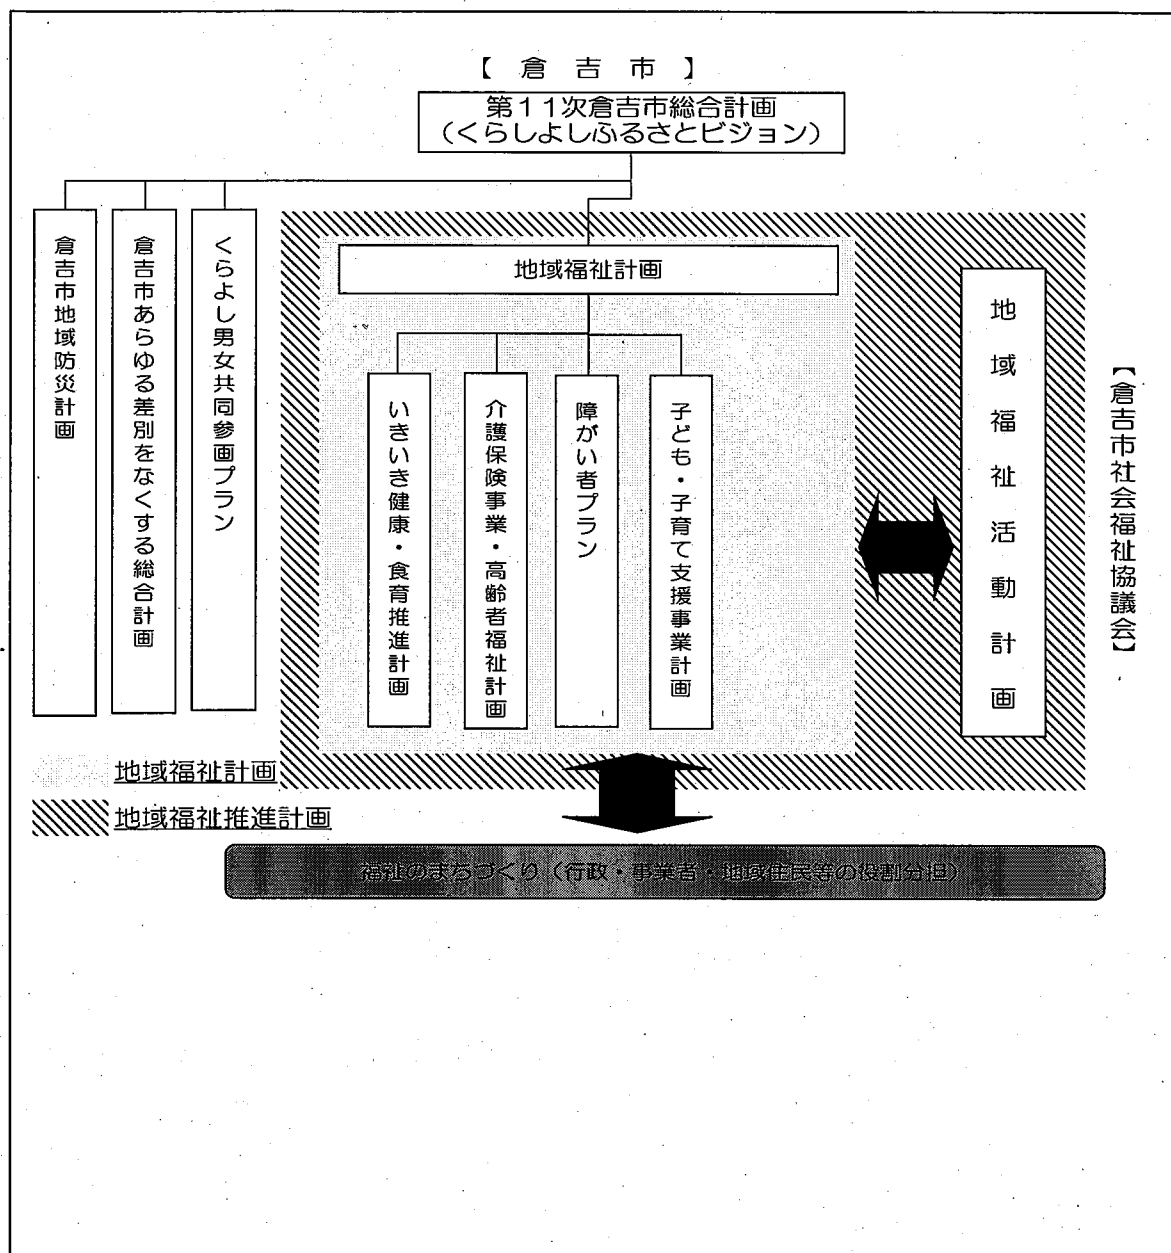 【 倉 吉 市 】
第１１次倉吉市総合計画
（くらしよしふるさとビジョン）
倉吉市地域防災計画
倉吉市あらゆる差別をなくする総合計画
くらよし男女共同参画プラン
地域福祉計画
いきいき健康・食育推進計画
介護保険事業・高齢者福祉計画
障がい者プラン
子ども・子育て支援事業計画
地域福祉活動計画
【倉吉市社会福祉協議会】
地域福祉計画
地域福祉推進計画
福祉のまちづくり（行政・事業者・地域住民等の役割分担）